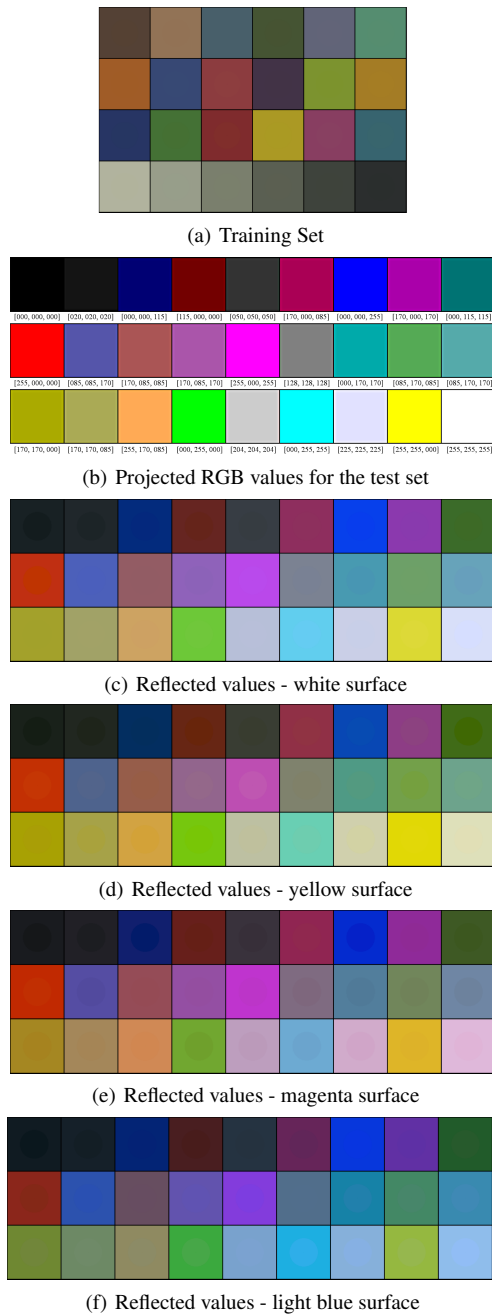 (a) Training Set
[000, 000, 000] [020, 020, 020] [000, 000, 115] [115, 000, 000] [050, 050, 050] [170, 000, 085] [000, 000, 255] [170, 000, 170] [000, 115, 115]
[255, 000, 000] [085, 085, 170] [170, 085, 085] [170, 085, 170] [255, 000, 255] [128, 128, 128] [000, 170, 170] [085, 170, 085] [085, 170, 170]
[170, 170, 000] [170, 170, 085] [255, 170, 085] [000, 255, 000] [204, 204, 204] [000, 255, 255] [225, 225, 225] [255, 255, 000] [255, 255, 255]
(b) Projected RGB values for the test set
(c) Reflected values - white surface
(d) Reflected values - yellow surface
(e) Reflected values - magenta surface
(f) Reflected values - light blue surface